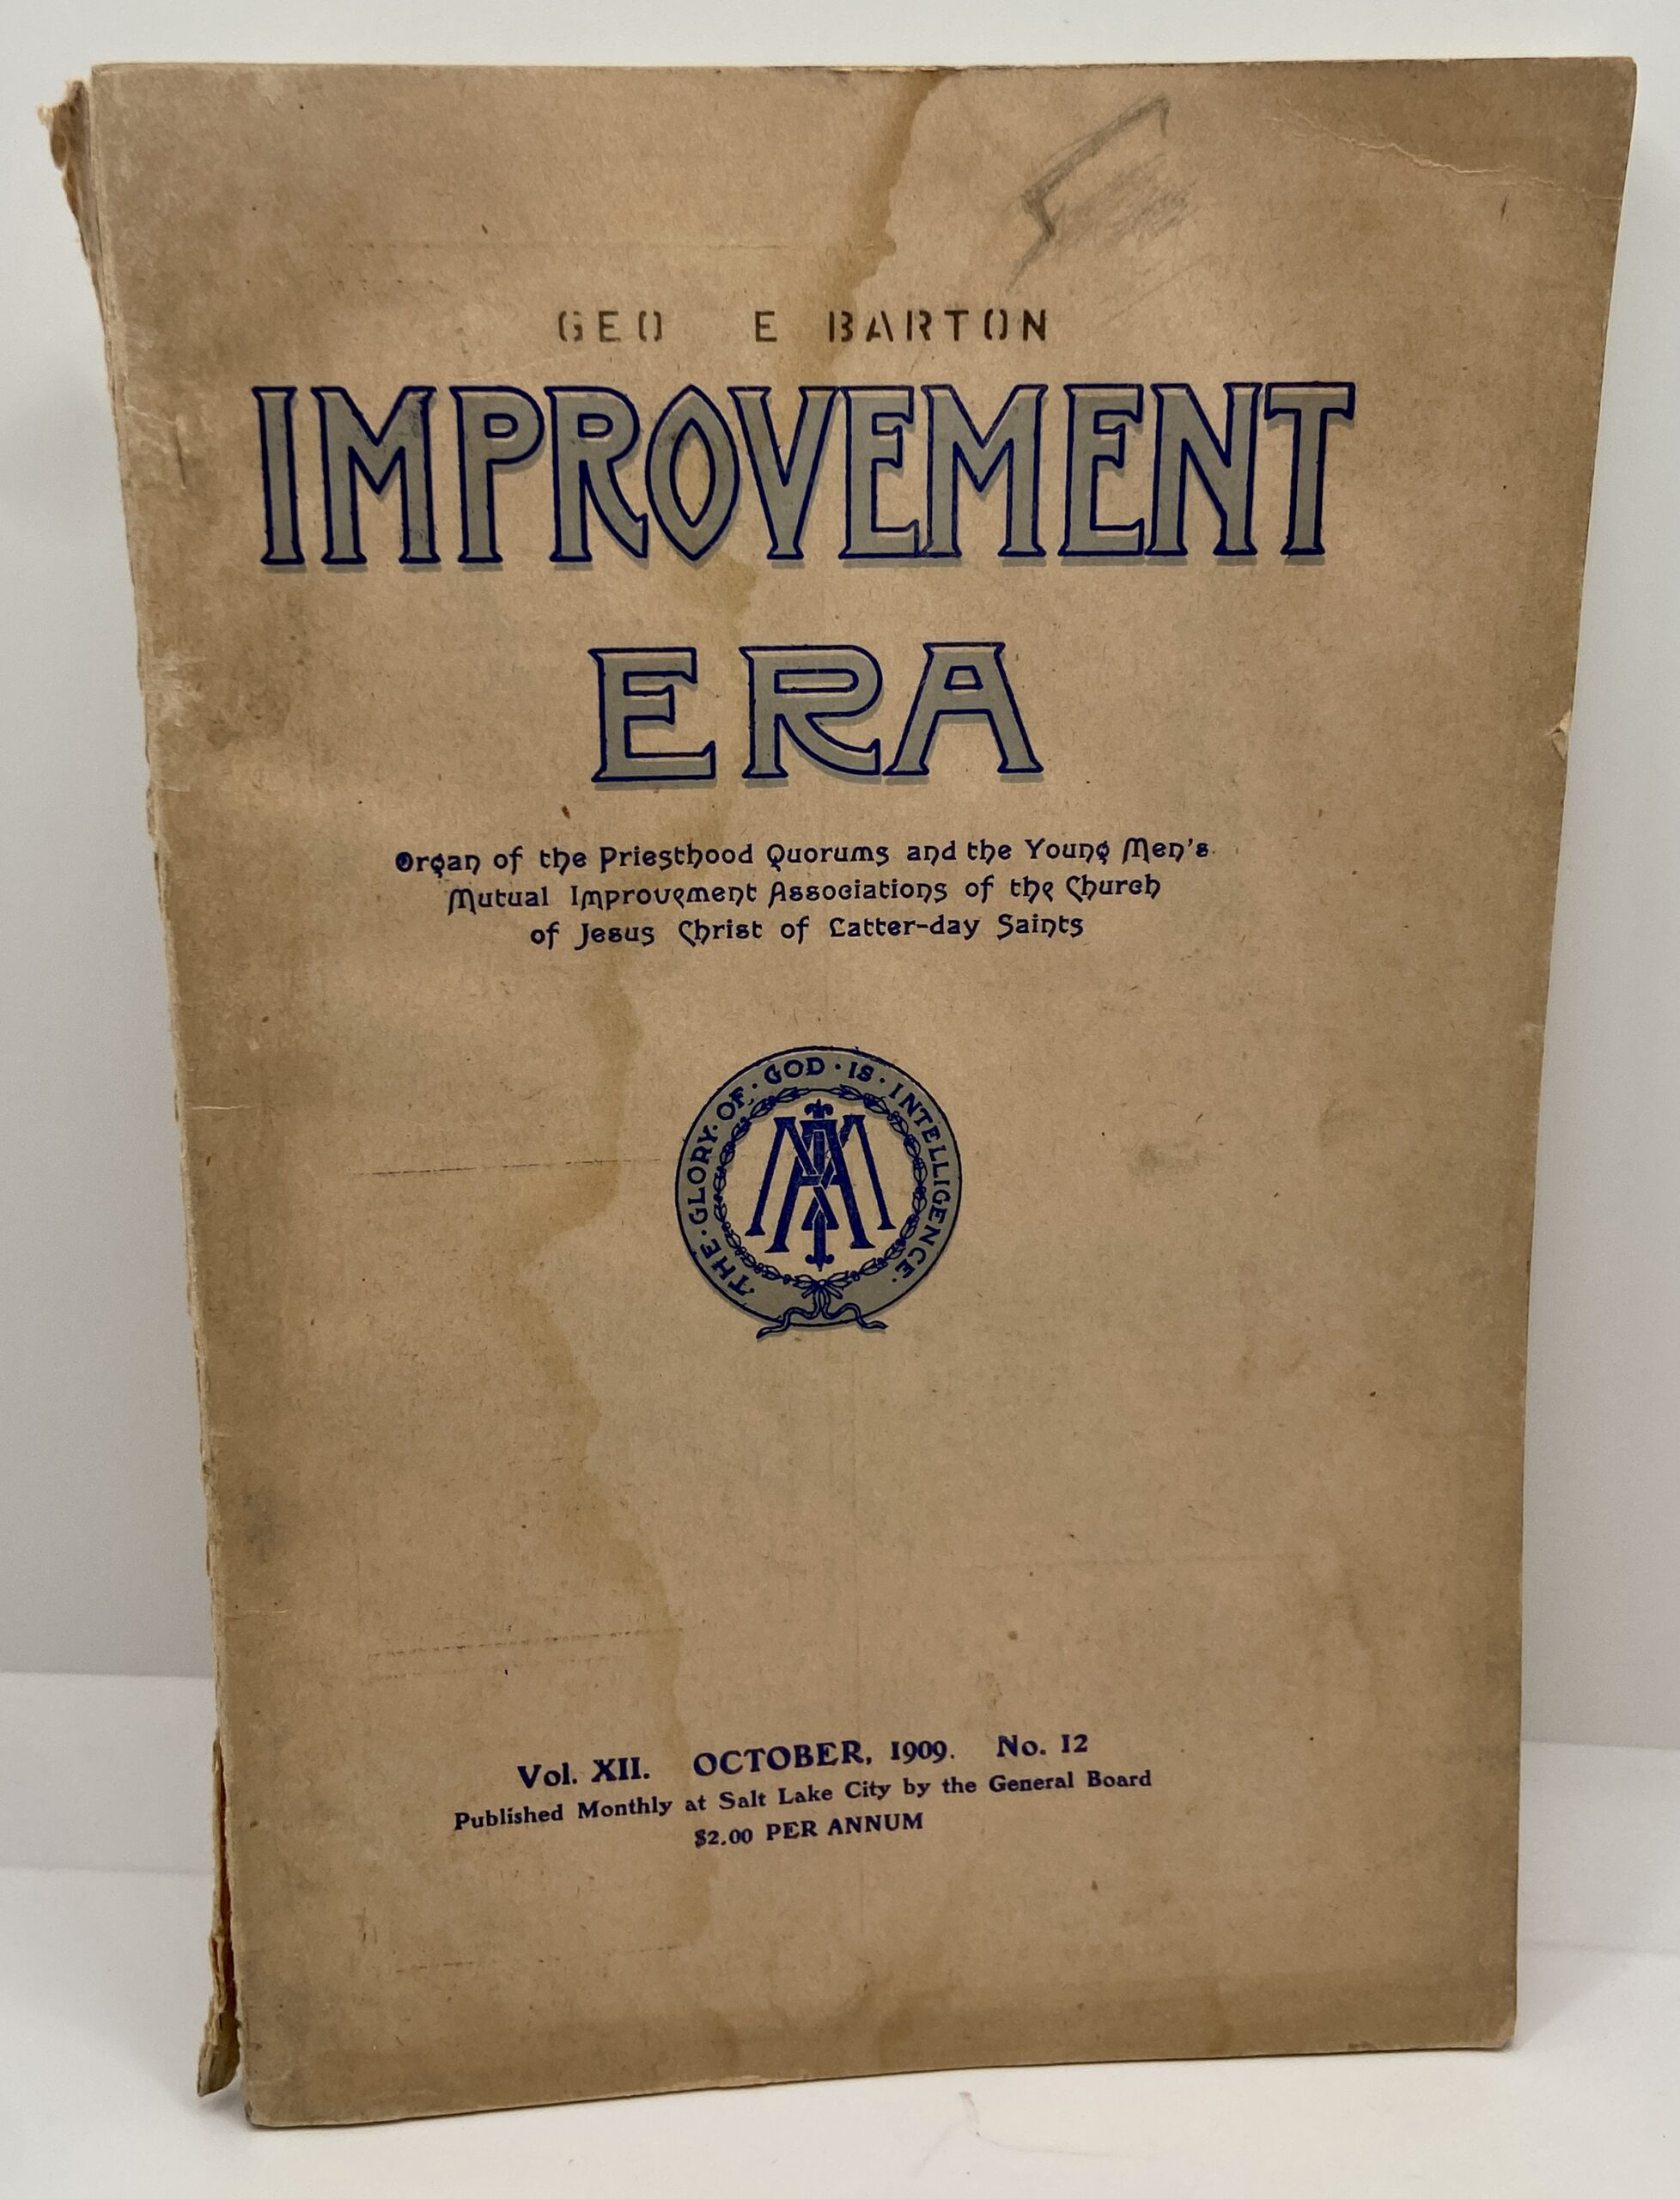 GEO E BARTON
IMPROVEMENT
ERA
Organ of the Priesthood Quorums and the Young Men's
Mutual Improvement Associations of the Church
of Jesus Christ of Latter-day Saints
THE · GLORY · OF · GOD · IS · INTELLIGENCE ·
Vol. XII. OCTOBER, 1909. No. 12
Published Monthly at Salt Lake City by the General Board
$2.00 PER ANNUM